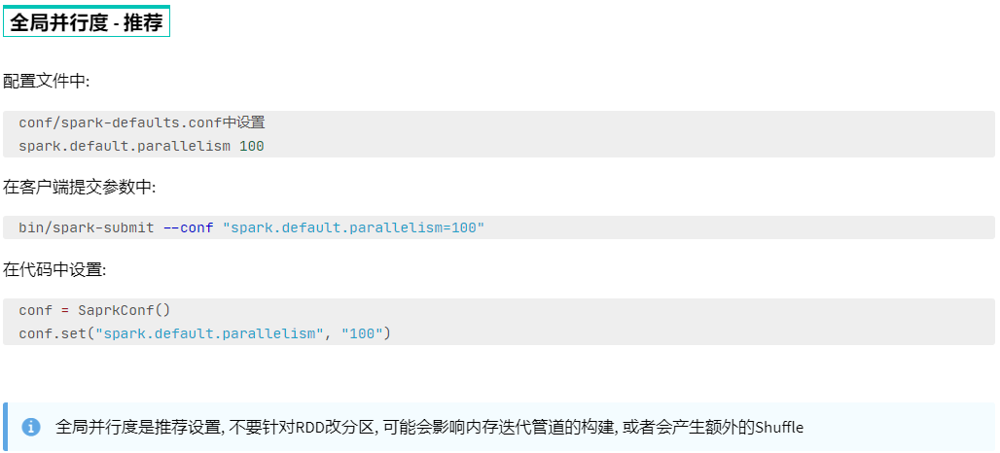 全局并行度 - 推荐
配置文件中:
conf/spark-defaults.conf中设置
spark.default.parallelism 100
在客户端提交参数中:
bin/spark-submit --conf "spark.default.parallelism=100"
在代码中设置:
conf = SaprkConf()
conf.set("spark.default.parallelism", "100")
全局并行度是推荐设置, 不要针对RDD改分区, 可能会影响内存迭代管道的构建, 或者会产生额外的Shuffle